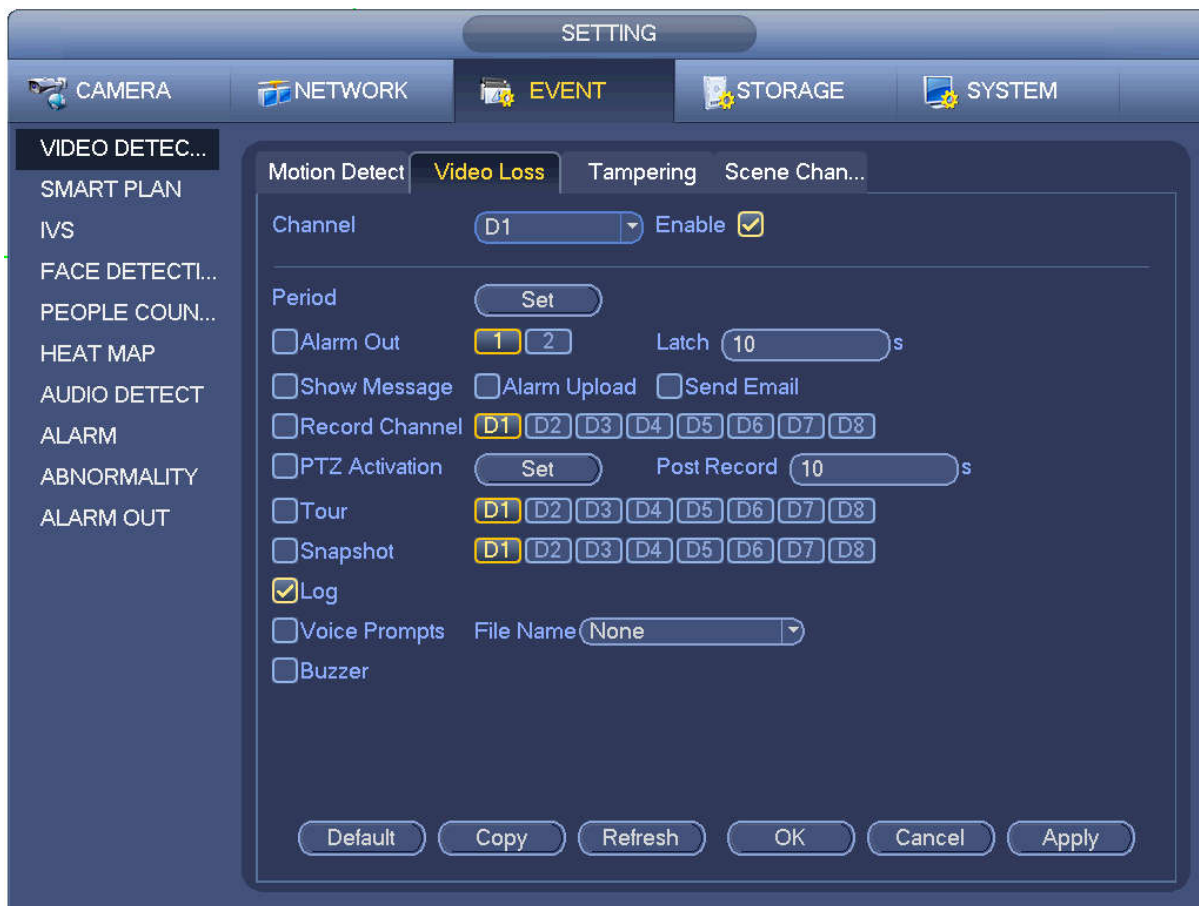 SETTING
CAMERA NETWORK EVENT STORAGE SYSTEM
VIDEO DETEC...
SMART PLAN
IVS
FACE DETECTI...
PEOPLE COUN...
HEAT MAP
AUDIO DETECT
ALARM
ABNORMALITY
ALARM OUT
Motion Detect Video Loss Tampering Scene Chan...
Channel D1 Enable
Period Set
Alarm Out 1 2 Latch 10 s
Show Message Alarm Upload Send Email
Record Channel D1 D2 D3 D4 D5 D6 D7 D8
PTZ Activation Set Post Record 10 s
Tour D1 D2 D3 D4 D5 D6 D7 D8
Snapshot D1 D2 D3 D4 D5 D6 D7 D8
Log
Voice Prompts File Name None
Buzzer
Default Copy Refresh OK Cancel Apply